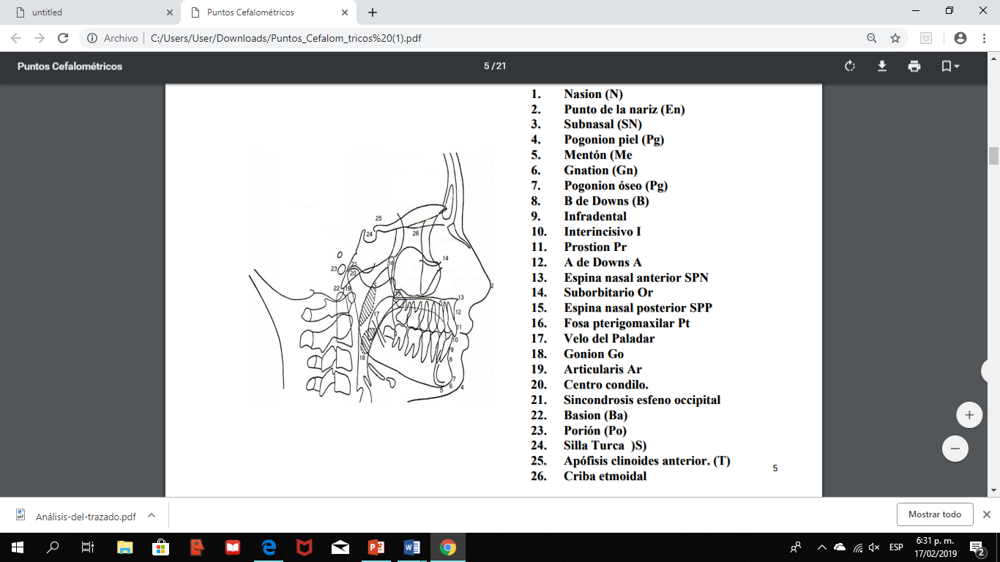 untitled
Puntos Cefalométricos
Archivo C:/Users/User/Downloads/Puntos_Cefalom_tricos%20(1).pdf
Puntos Cefalométricos 5 / 21
1. Nasion (N)
2. Punto de la nariz (En)
3. Subnasal (SN)
4. Pogonion piel (Pg)
5. Mentón (Me
6. Gnation (Gn)
7. Pogonion óseo (Pg)
8. B de Downs (B)
9. Infradental
10. Interincisivo I
11. Prostion Pr
12. A de Downs A
13. Espina nasal anterior SPN
14. Suborbitario Or
15. Espina nasal posterior SPP
16. Fosa pterigomaxilar Pt
17. Velo del Paladar
18. Gonion Go
19. Articularis Ar
20. Centro condilo.
21. Sincondrosis esfeno occipital
22. Basion (Ba)
23. Porión (Po)
24. Silla Turca )S)
25. Apófisis clinoides anterior. (T)
26. Criba etmoidal
25
24
26
14
21
23
20
22
19
2
13
12
17
11
10
9
18
8
7
5
6
4
5
Análisis-del-trazado.pdf
Mostrar todo
ESP
6:31 p. m.
17/02/2019
2